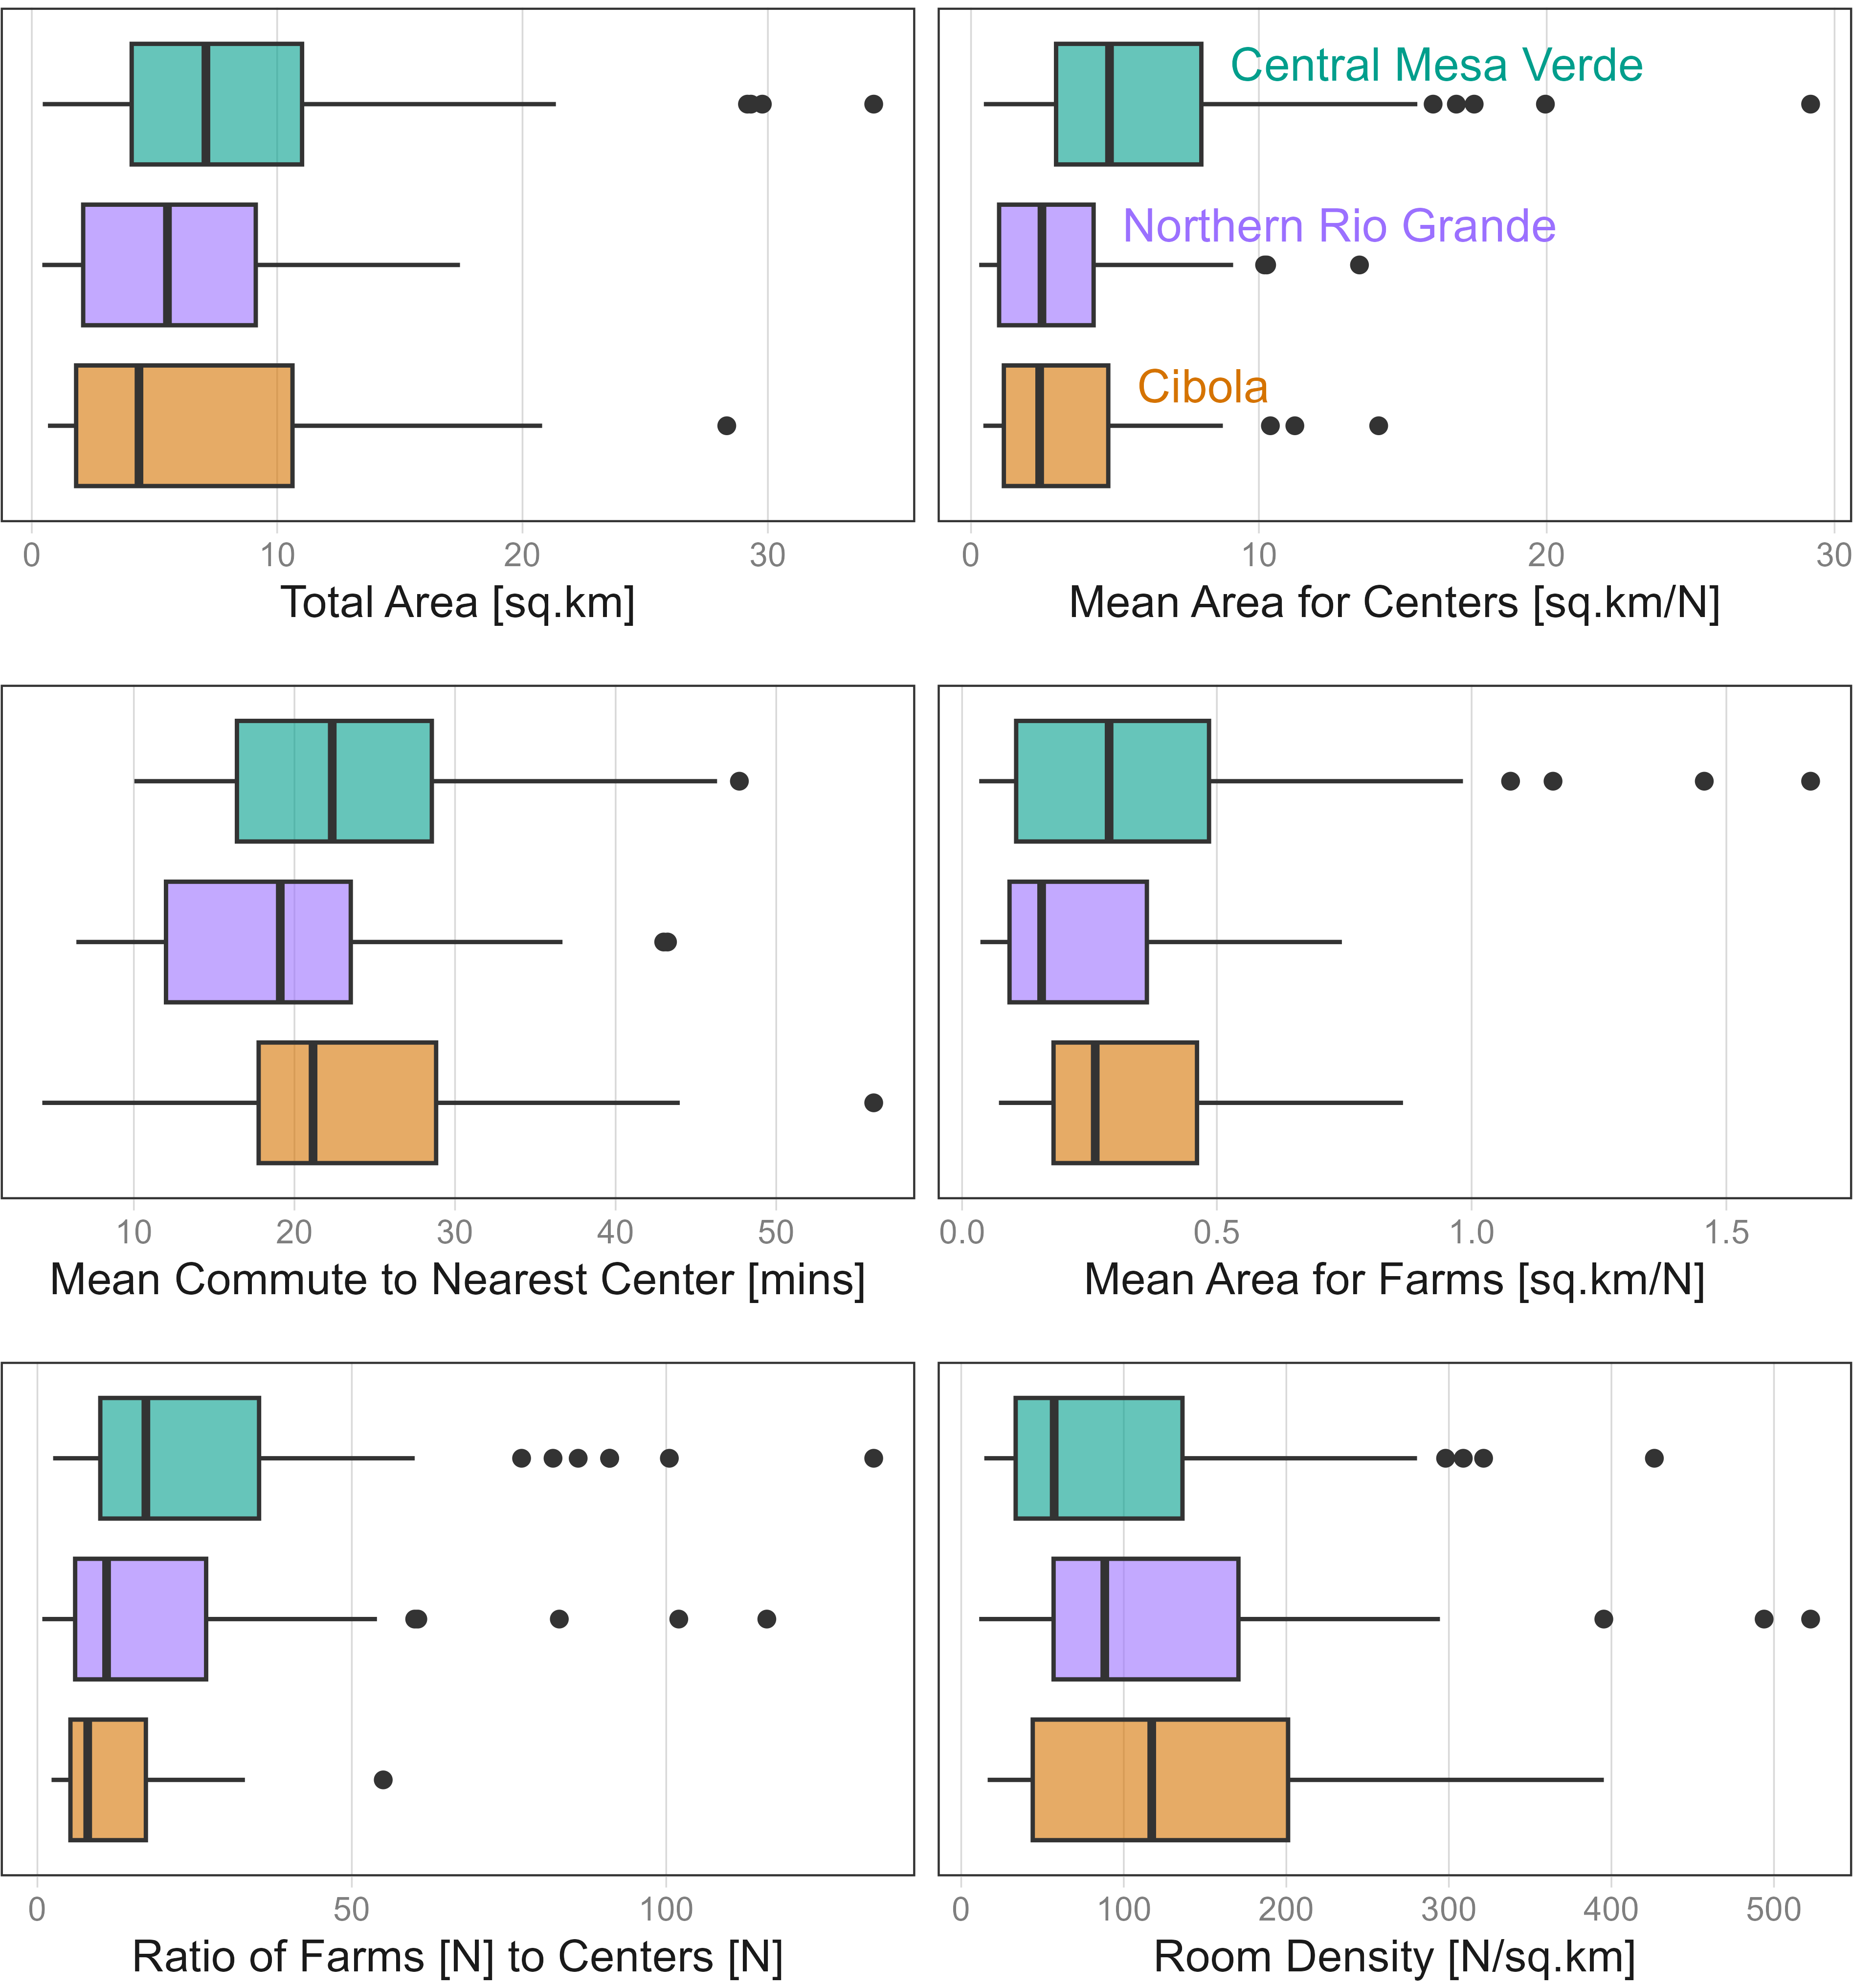 Central Mesa Verde
Northern Rio Grande
Cibola
0 10 20 30
Total Area [sq.km]
0 10 20 30
Mean Area for Centers [sq.km/N]
10 20 30 40 50
Mean Commute to Nearest Center [mins]
0.0 0.5 1.0 1.5
Mean Area for Farms [sq.km/N]
0 50 100
Ratio of Farms [N] to Centers [N]
0 100 200 300 400 500
Room Density [N/sq.km]